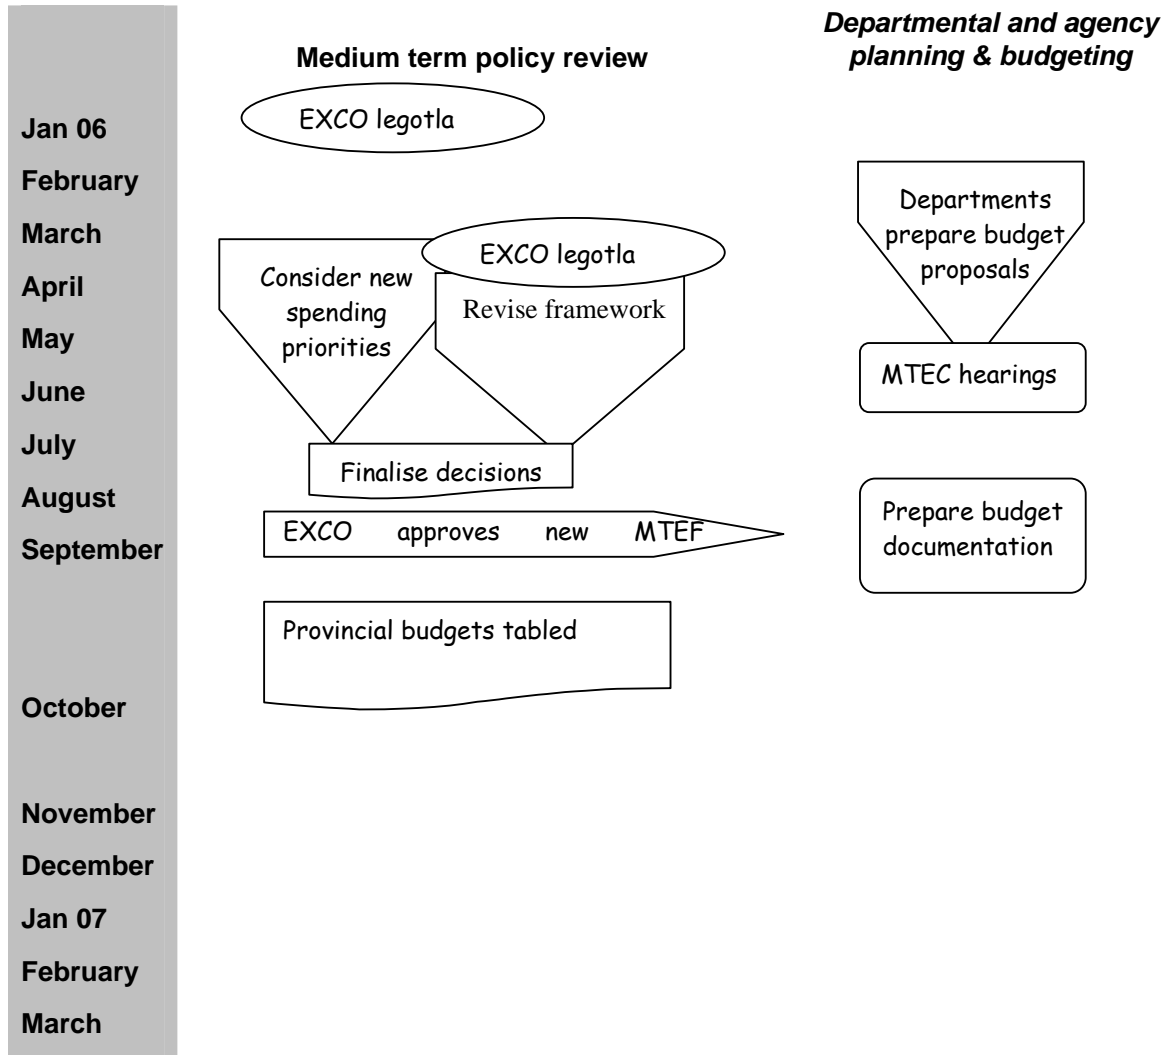 Departmental and agency
planning & budgeting
Medium term policy review
Jan 06
February
March
April
May
June
July
August
September
October
November
December
Jan 07
February
March
EXCO legotla
EXCO legotla
Consider new
spending
priorities
Revise framework
Finalise decisions
EXCO approves new MTEF
Provincial budgets tabled
Departments
prepare budget
proposals
MTEC hearings
Prepare budget
documentation